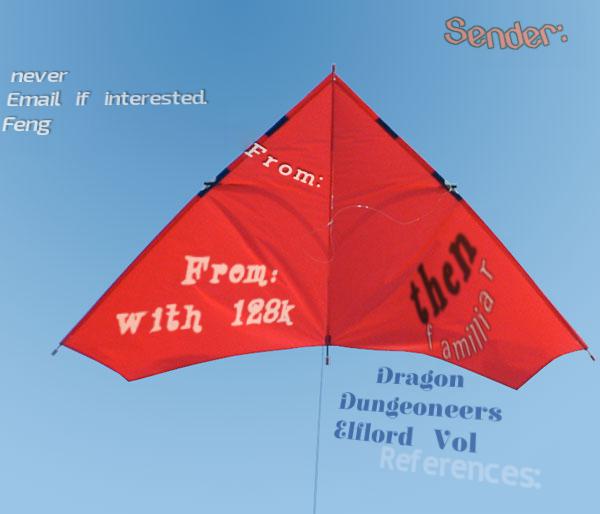 Sender:
never
Email if interested.
Feng
From:
From:
with 128k
then
familiar
Dragon
Dungeoneers
Elflord Vol
References: